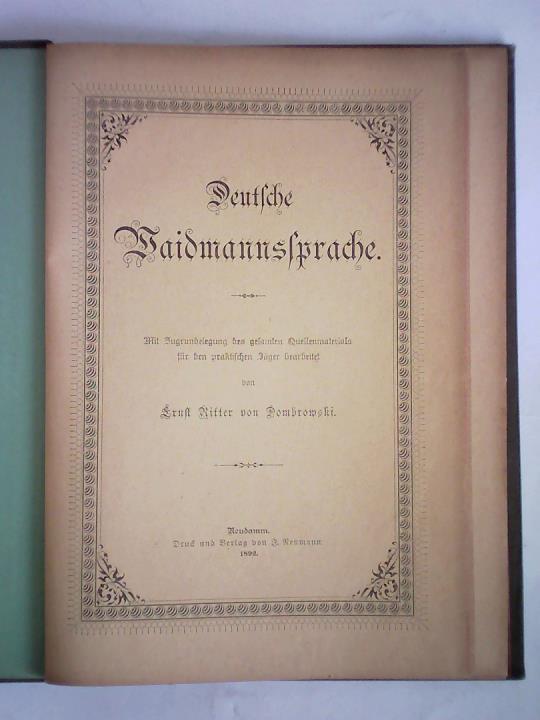 Deutsche
Waidmannssprache.
Mit Zugrundelegung des gesamten Quellenmaterials
für den praktischen Jäger bearbeitet
von
Ernst Ritter von Dombrowski.
Neudamm.
Druck und Verlag von J. Neumann
1892.